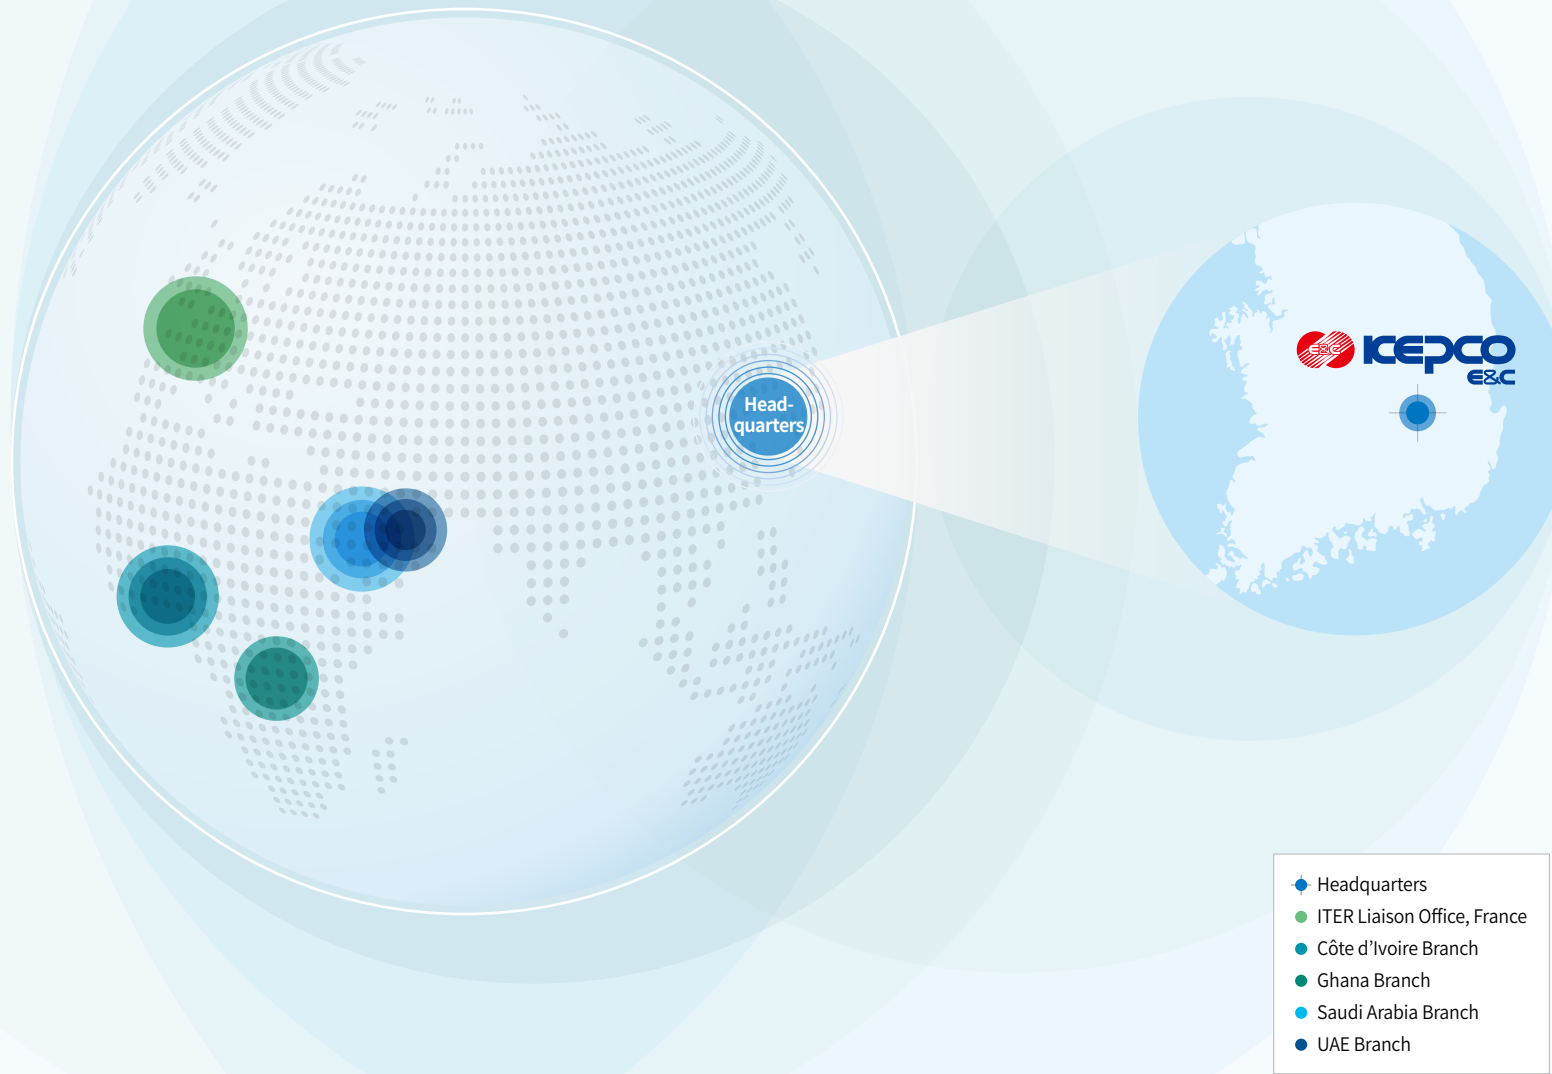 Head-
quarters
E&C KEPCO
E&C
Headquarters
ITER Liaison Office, France
Côte d’Ivoire Branch
Ghana Branch
Saudi Arabia Branch
UAE Branch